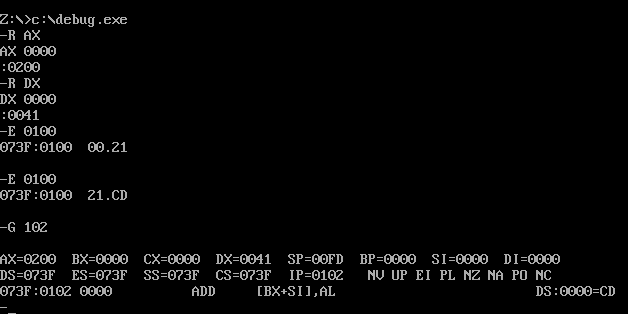 Z:\>c:\debug.exe
-R AX
AX 0000
:0200
-R DX
DX 0000
:0041
-E 0100
073F:0100  00.21
-E 0100
073F:0100  21.CD
-G 102
AX=0200  BX=0000  CX=0000  DX=0041  SP=00FD  BP=0000  SI=0000  DI=0000
DS=073F  ES=073F  SS=073F  CS=073F  IP=0102   NV UP EI PL NZ NA PO NC
073F:0102 0000          ADD     [BX+SI],AL                         DS:0000=CD
-_